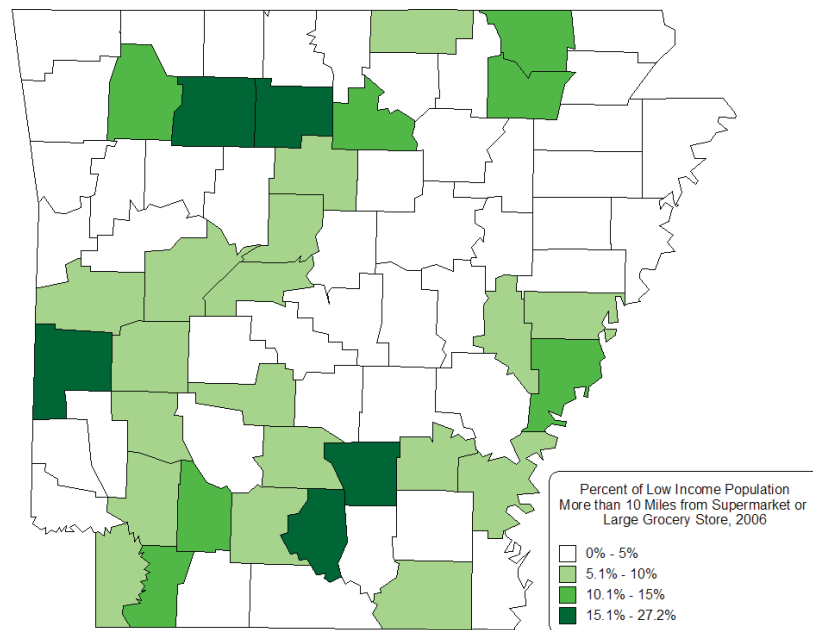 Percent of Low Income Population
More than 10 Miles from Supermarket or
Large Grocery Store, 2006
0% - 5%
5.1% - 10%
10.1% - 15%
15.1% - 27.2%